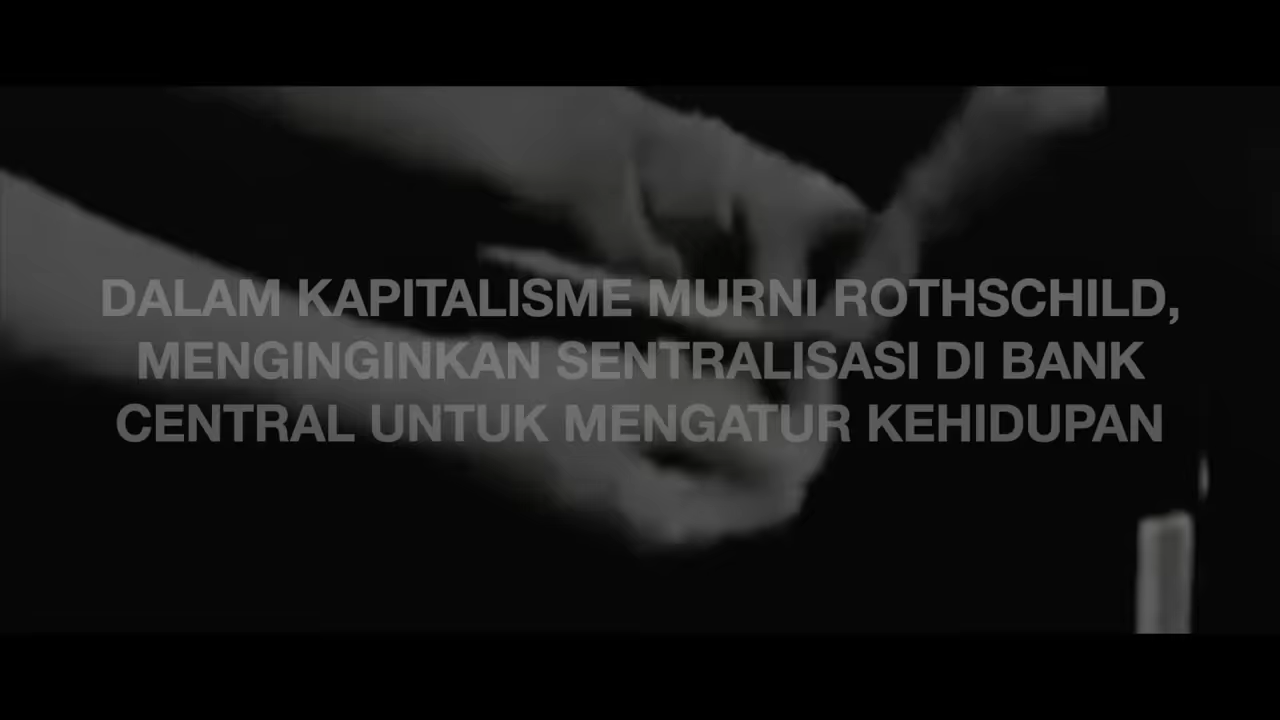 DALAM KAPITALISME MURNI ROTHSCHILD,
MENGINGINKAN SENTRALISASI DI BANK
CENTRAL UNTUK MENGATUR KEHIDUPAN